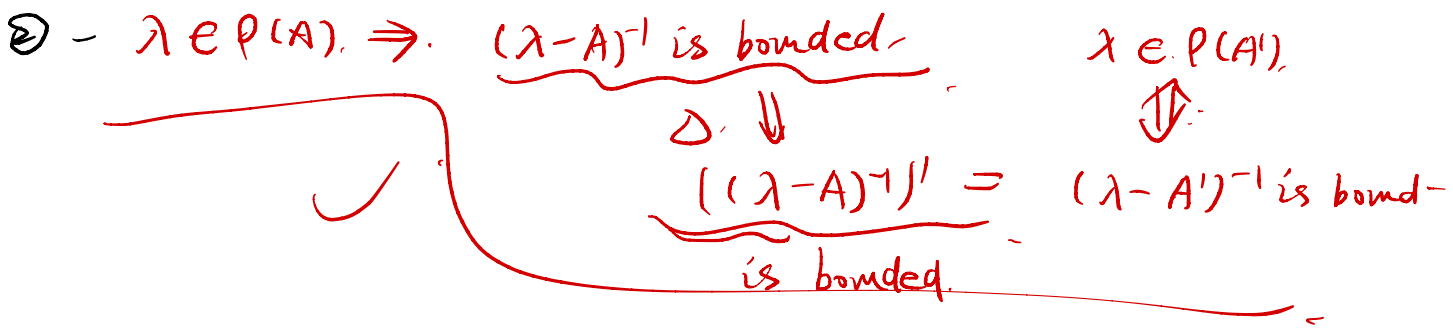 ② - λ ∈ ρ(A). ⇒. (λ-A)⁻¹ is bounded. λ ∈ ρ(A').
△. ⇓ ⇕
((λ-A)⁻¹)' = (λ-A')⁻¹ is bound-
is bounded.